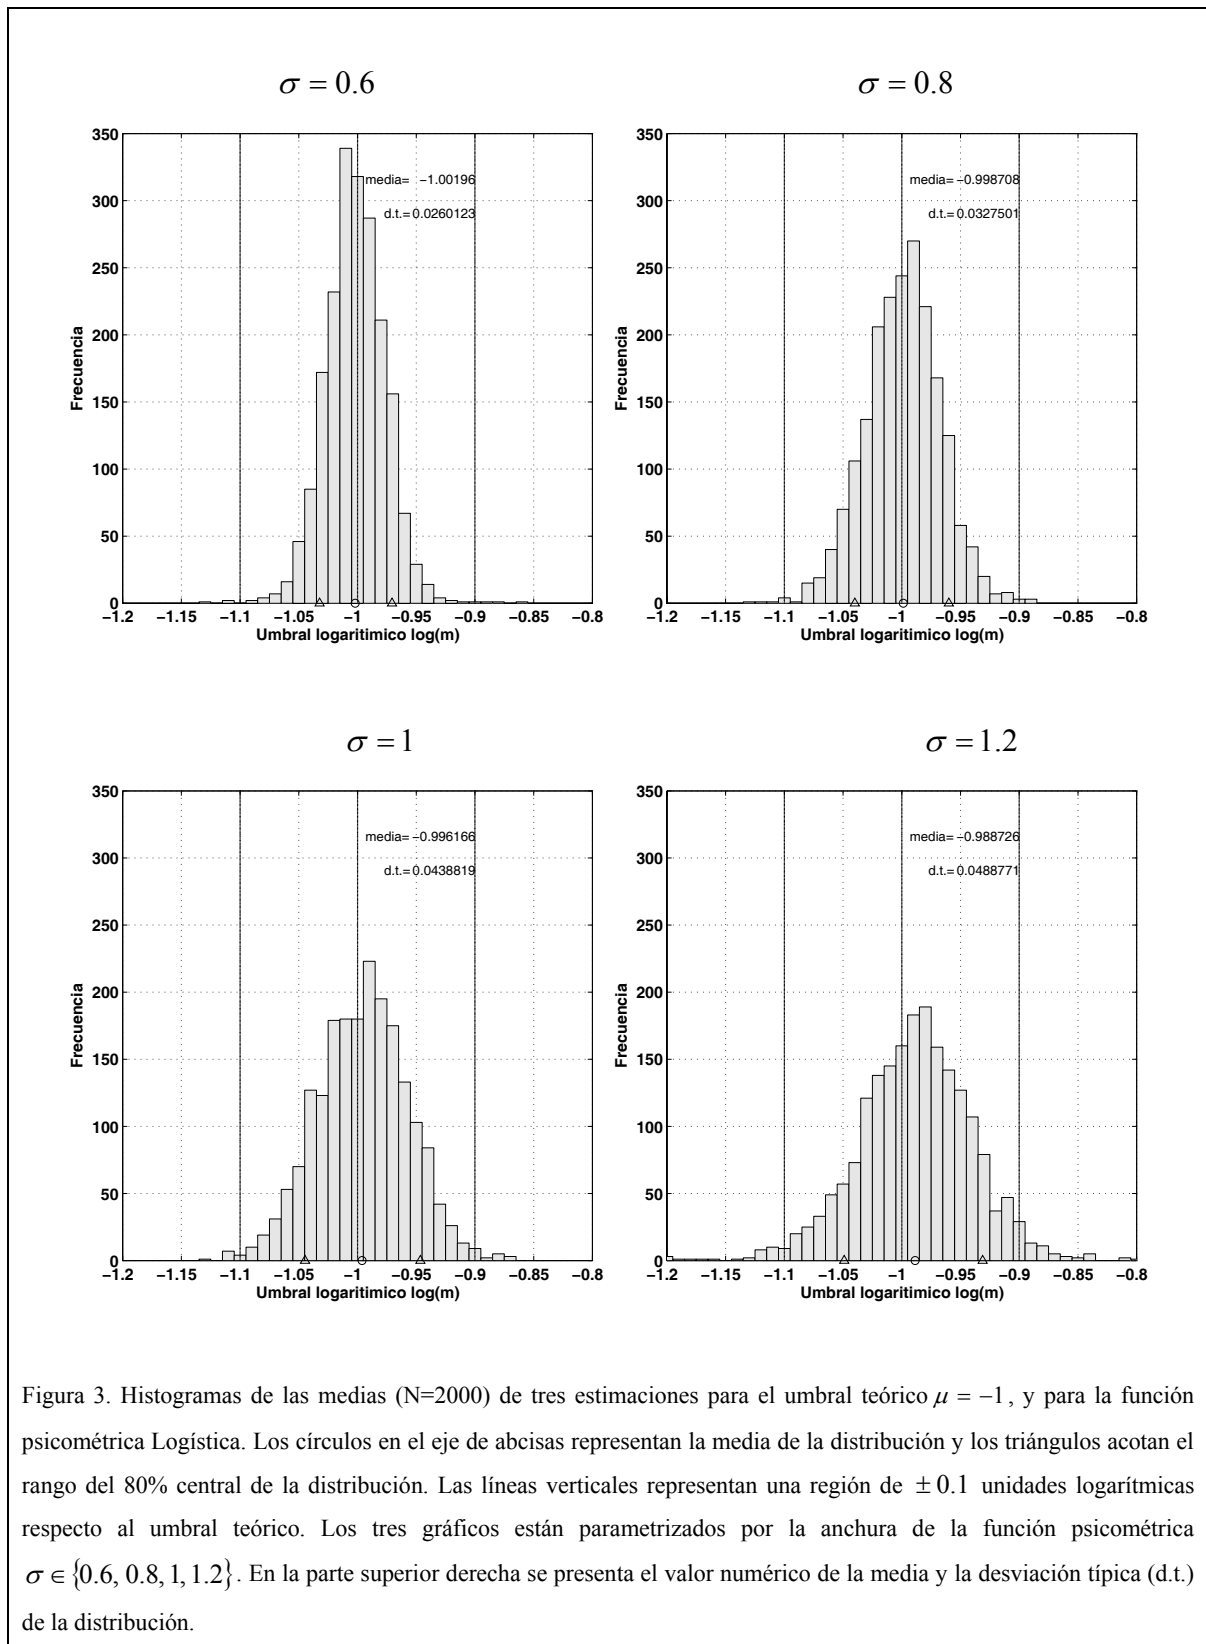 σ = 0.6
350
300
250
200
150
100
50
0
Frecuencia
media= −1.00196
d.t.= 0.0260123
−1.2 −1.15 −1.1 −1.05 −1 −0.95 −0.9 −0.85 −0.8
Umbral logaritimico log(m)
σ = 0.8
350
300
250
200
150
100
50
0
Frecuencia
media= −0.998708
d.t.= 0.0327501
−1.2 −1.15 −1.1 −1.05 −1 −0.95 −0.9 −0.85 −0.8
Umbral logaritimico log(m)
σ = 1
350
300
250
200
150
100
50
0
Frecuencia
media= −0.996166
d.t.= 0.0438819
−1.2 −1.15 −1.1 −1.05 −1 −0.95 −0.9 −0.85 −0.8
Umbral logaritimico log(m)
σ = 1.2
350
300
250
200
150
100
50
0
Frecuencia
media= −0.988726
d.t.= 0.0488771
−1.2 −1.15 −1.1 −1.05 −1 −0.95 −0.9 −0.85 −0.8
Umbral logaritimico log(m)
Figura 3. Histogramas de las medias (N=2000) de tres estimaciones para el umbral teórico μ = −1, y para la función
psicométrica Logística. Los círculos en el eje de abcisas representan la media de la distribución y los triángulos acotan el
rango del 80% central de la distribución. Las líneas verticales representan una región de ± 0.1 unidades logarítmicas
respecto al umbral teórico. Los tres gráficos están parametrizados por la anchura de la función psicométrica
σ ∈ {0.6, 0.8, 1, 1.2}. En la parte superior derecha se presenta el valor numérico de la media y la desviación típica (d.t.)
de la distribución.